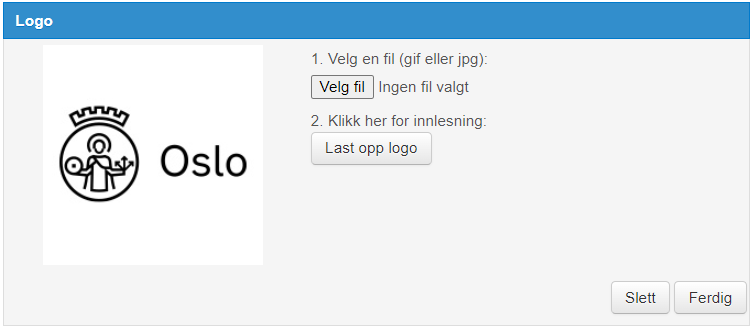 Logo
Oslo
1. Velg en fil (gif eller jpg):
Velg fil Ingen fil valgt
2. Klikk her for innlesning:
Last opp logo
Slett Ferdig